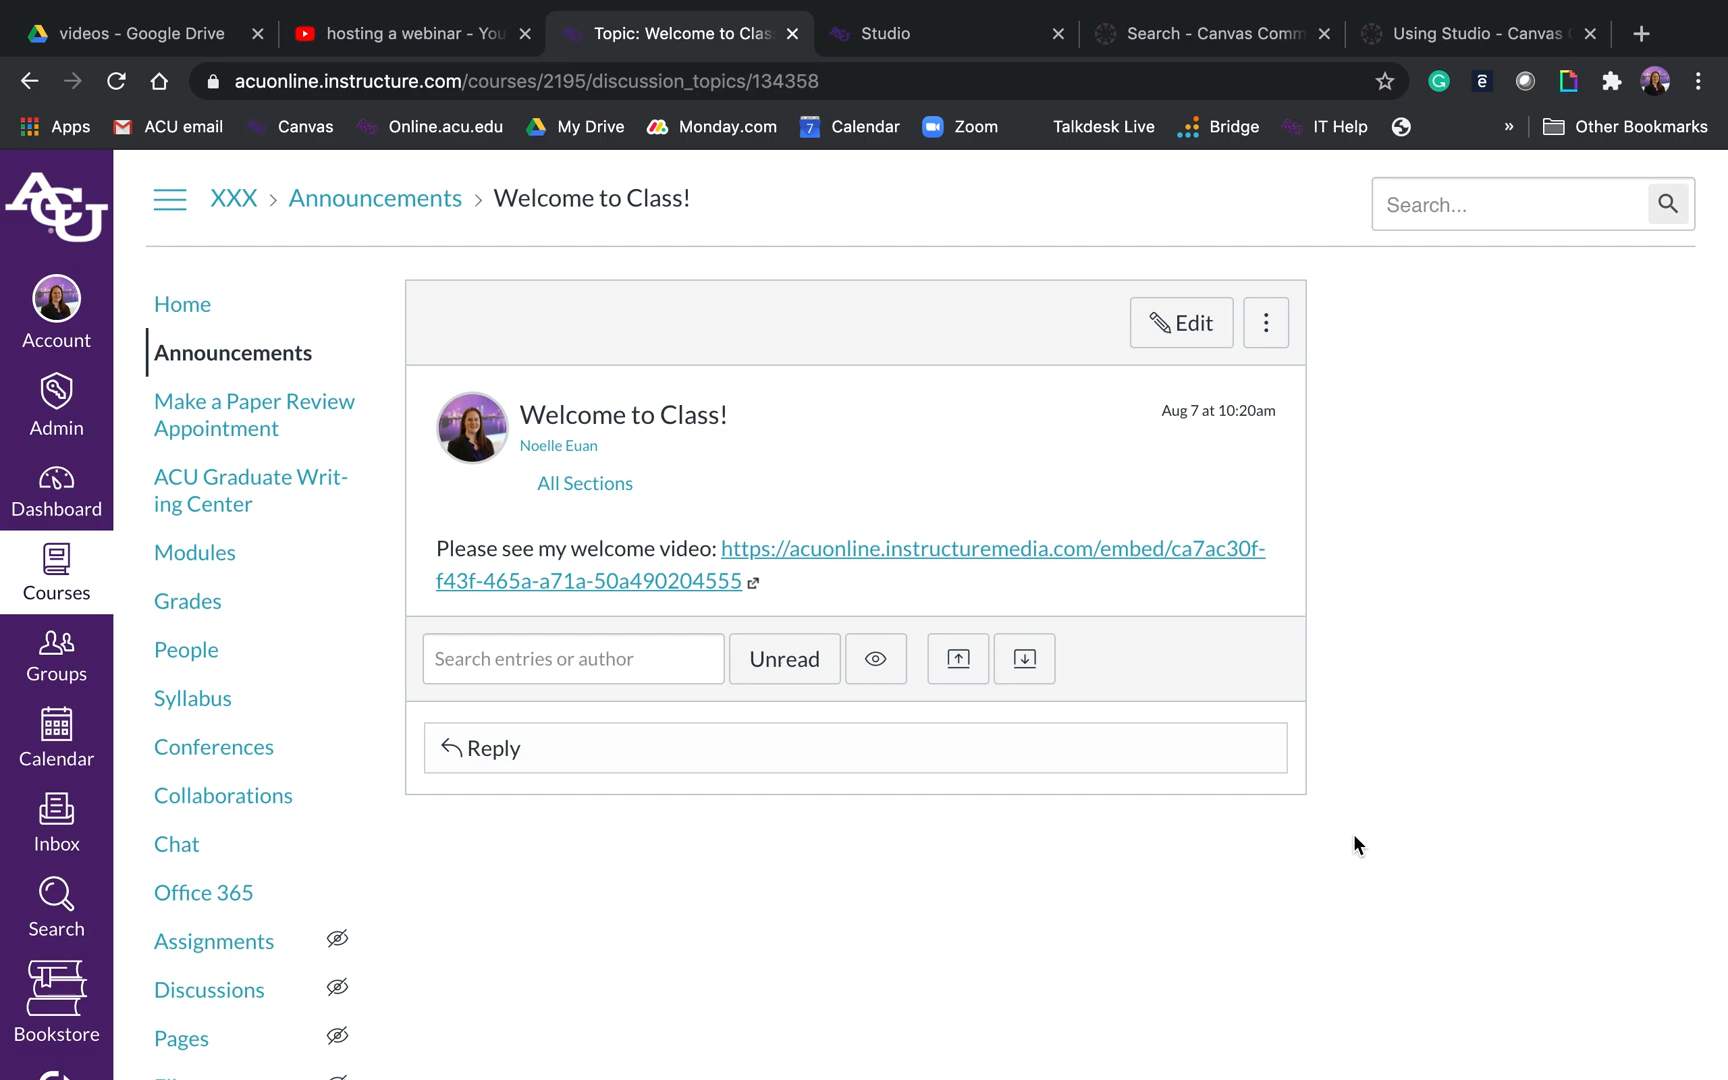 videos - Google Drive
hosting a webinar - You
Topic: Welcome to Clas
Studio
Search - Canvas Comm
Using Studio - Canvas
acuonline.instructure.com/courses/2195/discussion_topics/134358
Apps
ACU email
Canvas
Online.acu.edu
My Drive
Monday.com
7
Calendar
Zoom
Talkdesk Live
Bridge
IT Help
»
Other Bookmarks
ACU
XXX > Announcements > Welcome to Class!
Search...
Account
Admin
Dashboard
Courses
Groups
Calendar
Inbox
Search
Bookstore
Home
Announcements
Make a Paper Review
Appointment
ACU Graduate Writ-
ing Center
Modules
Grades
People
Syllabus
Conferences
Collaborations
Chat
Office 365
Assignments
Discussions
Pages
Edit
Welcome to Class!
Aug 7 at 10:20am
Noelle Euan
All Sections
Please see my welcome video: https://acuonline.instructuremedia.com/embed/ca7ac30f-
f43f-465a-a71a-50a490204555
Search entries or author
Unread
Reply